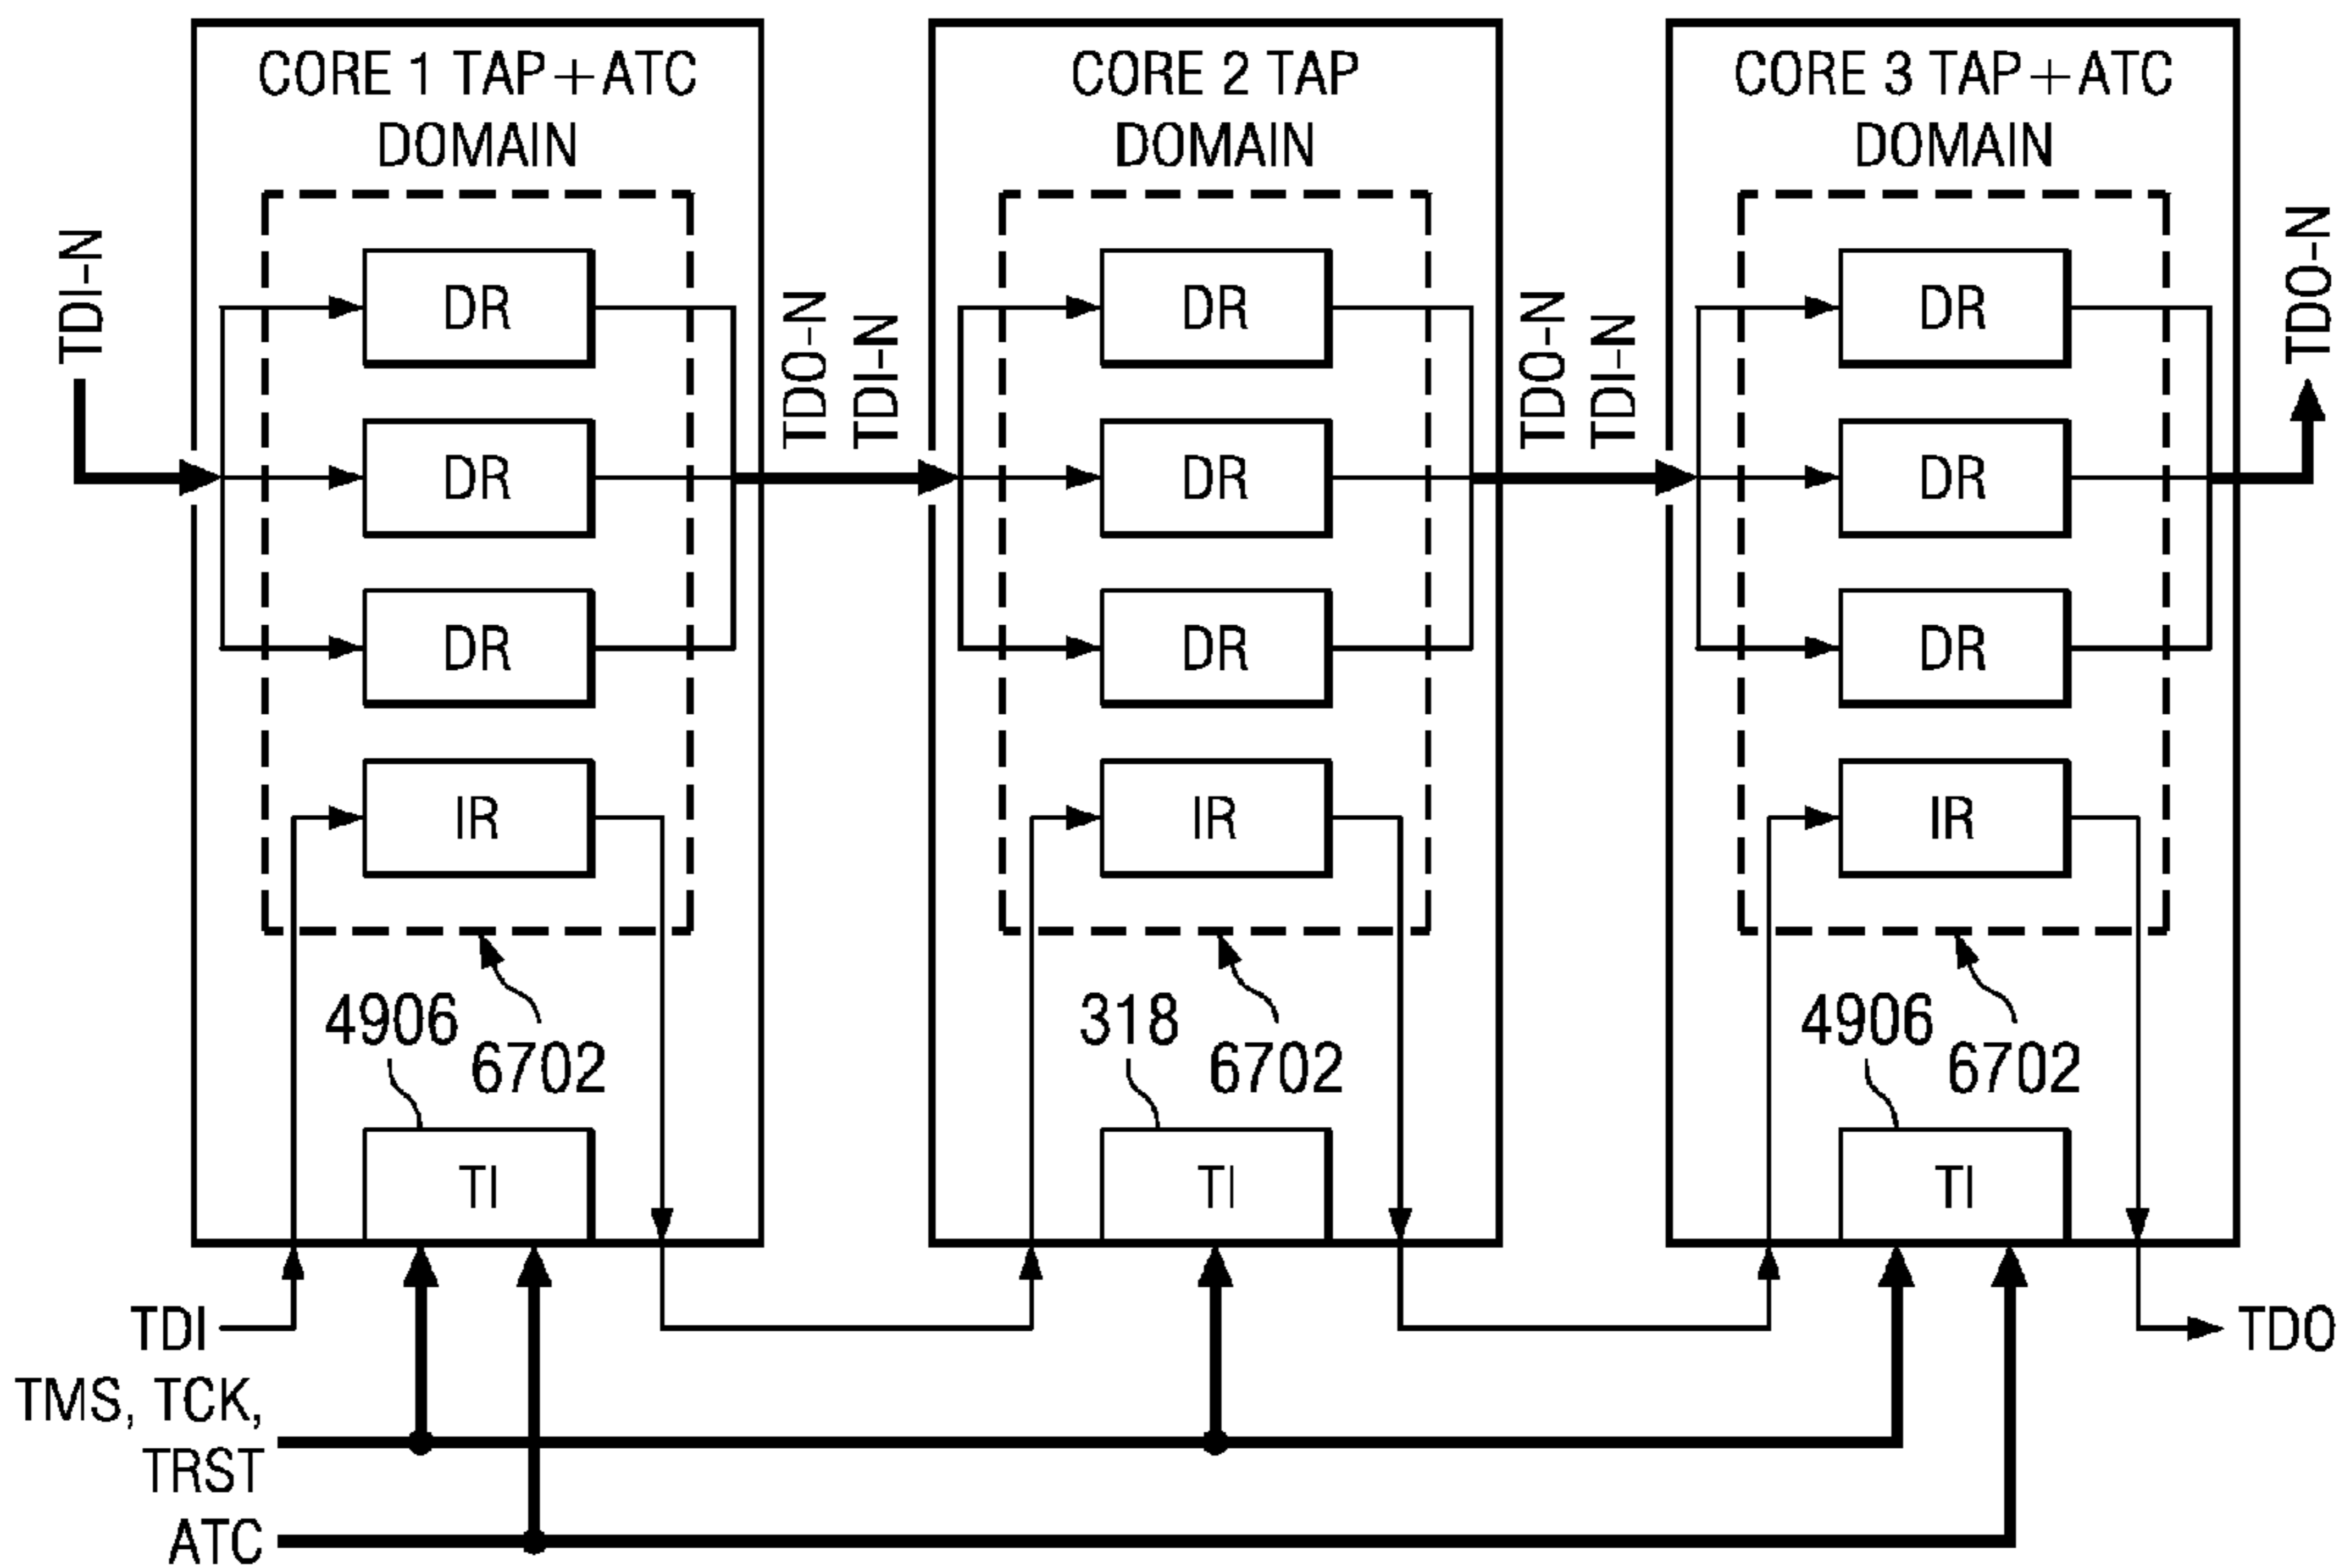 CORE 1 TAP+ATC
DOMAIN
CORE 2 TAP
DOMAIN
CORE 3 TAP+ATC
DOMAIN
TDI-N
DR
DR
DR
IR
4906
6702
TI
TDO-N
TDI-N
DR
DR
DR
IR
318
6702
TI
TDO-N
TDI-N
DR
DR
DR
IR
4906
6702
TI
TDO-N
TDI
TDO
TMS, TCK,
TRST
ATC